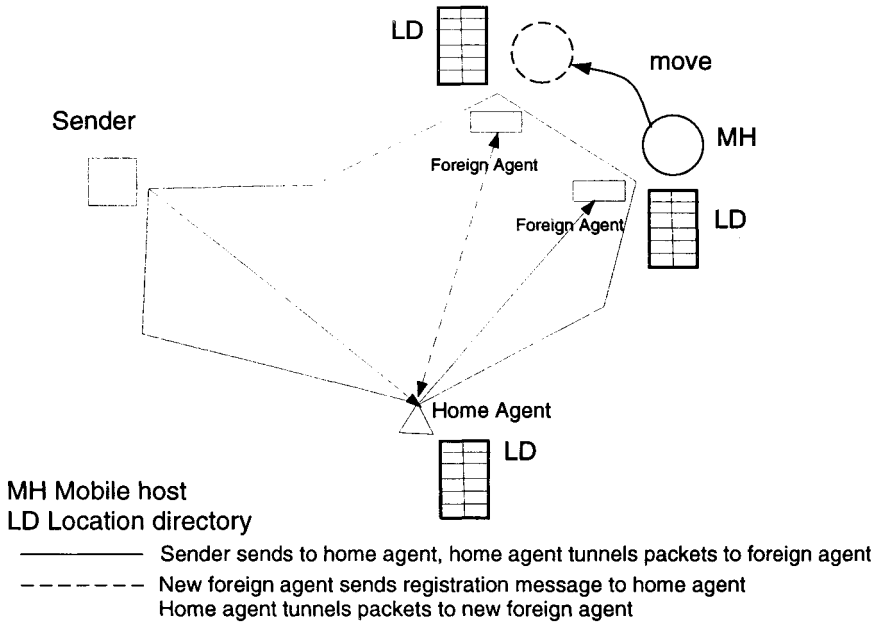 LD
move
Sender
MH
Foreign Agent
LD
Foreign Agent
Home Agent
LD
MH Mobile host
LD Location directory
Sender sends to home agent, home agent tunnels packets to foreign agent
New foreign agent sends registration message to home agent
Home agent tunnels packets to new foreign agent